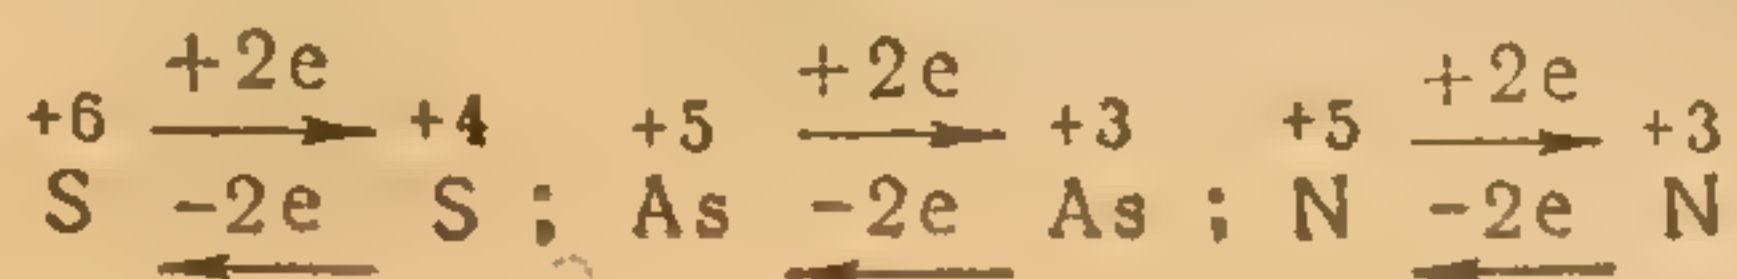 +2e +2e +2e
+6 ⟶ +4 +5 ⟶ +3 +5 ⟶ +3
S -2e S ; As -2e As ; N -2e N
⟵ ⟵ ⟵